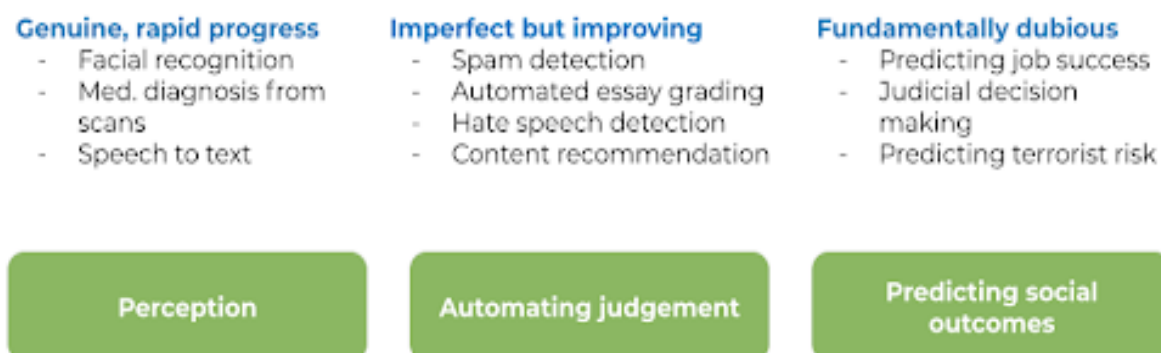 Genuine, rapid progress
- Facial recognition
- Med. diagnosis from
scans
- Speech to text
Imperfect but improving
- Spam detection
- Automated essay grading
- Hate speech detection
- Content recommendation
Fundamentally dubious
- Predicting job success
- Judicial decision
making
- Predicting terrorist risk
Perception
Automating judgement
Predicting social
outcomes